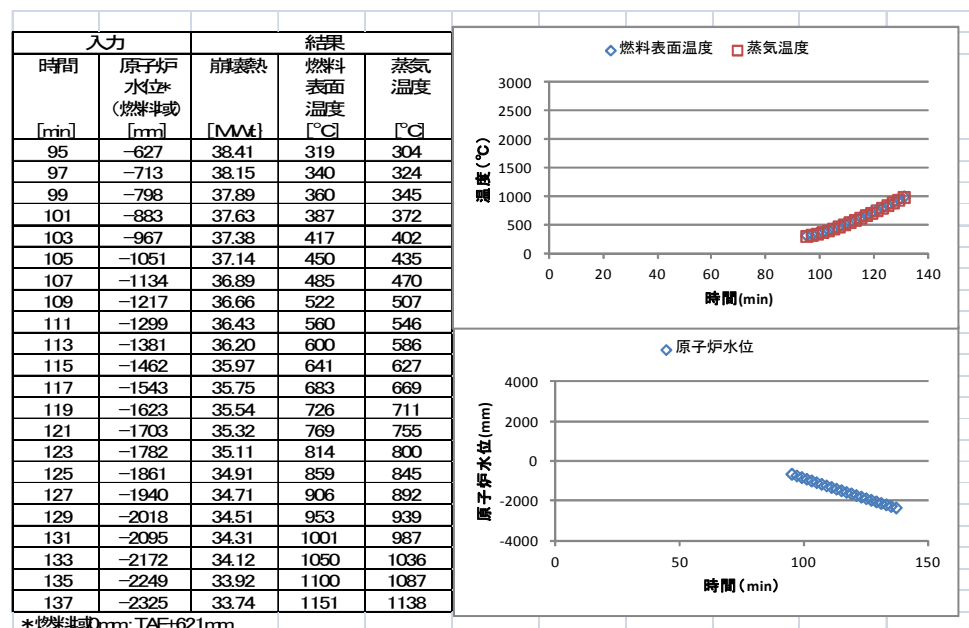 入力 結果
時間 原子炉水位* (燃料域) 崩壊熱 燃料表面温度 蒸気温度
[min] [mm] [MWt] [℃] [℃]
95 −627 38.41 319 304
97 −713 38.15 340 324
99 −798 37.89 360 345
101 −883 37.63 387 372
103 −967 37.38 417 402
105 −1051 37.14 450 435
107 −1134 36.89 485 470
109 −1217 36.66 522 507
111 −1299 36.43 560 546
113 −1381 36.20 600 586
115 −1462 35.97 641 627
117 −1543 35.75 683 669
119 −1623 35.54 726 711
121 −1703 35.32 769 755
123 −1782 35.11 814 800
125 −1861 34.91 859 845
127 −1940 34.71 906 892
129 −2018 34.51 953 939
131 −2095 34.31 1001 987
133 −2172 34.12 1050 1036
135 −2249 33.92 1100 1087
137 −2325 33.74 1151 1138
*燃料域0mm: TAF+621mm
燃料表面温度 蒸気温度
温度(℃)
3000
2500
2000
1500
1000
500
0
0 20 40 60 80 100 120 140
時間(min)
原子炉水位
原子炉水位(mm)
4000
2000
0
-2000
-4000
0 50 100 150
時間(min)